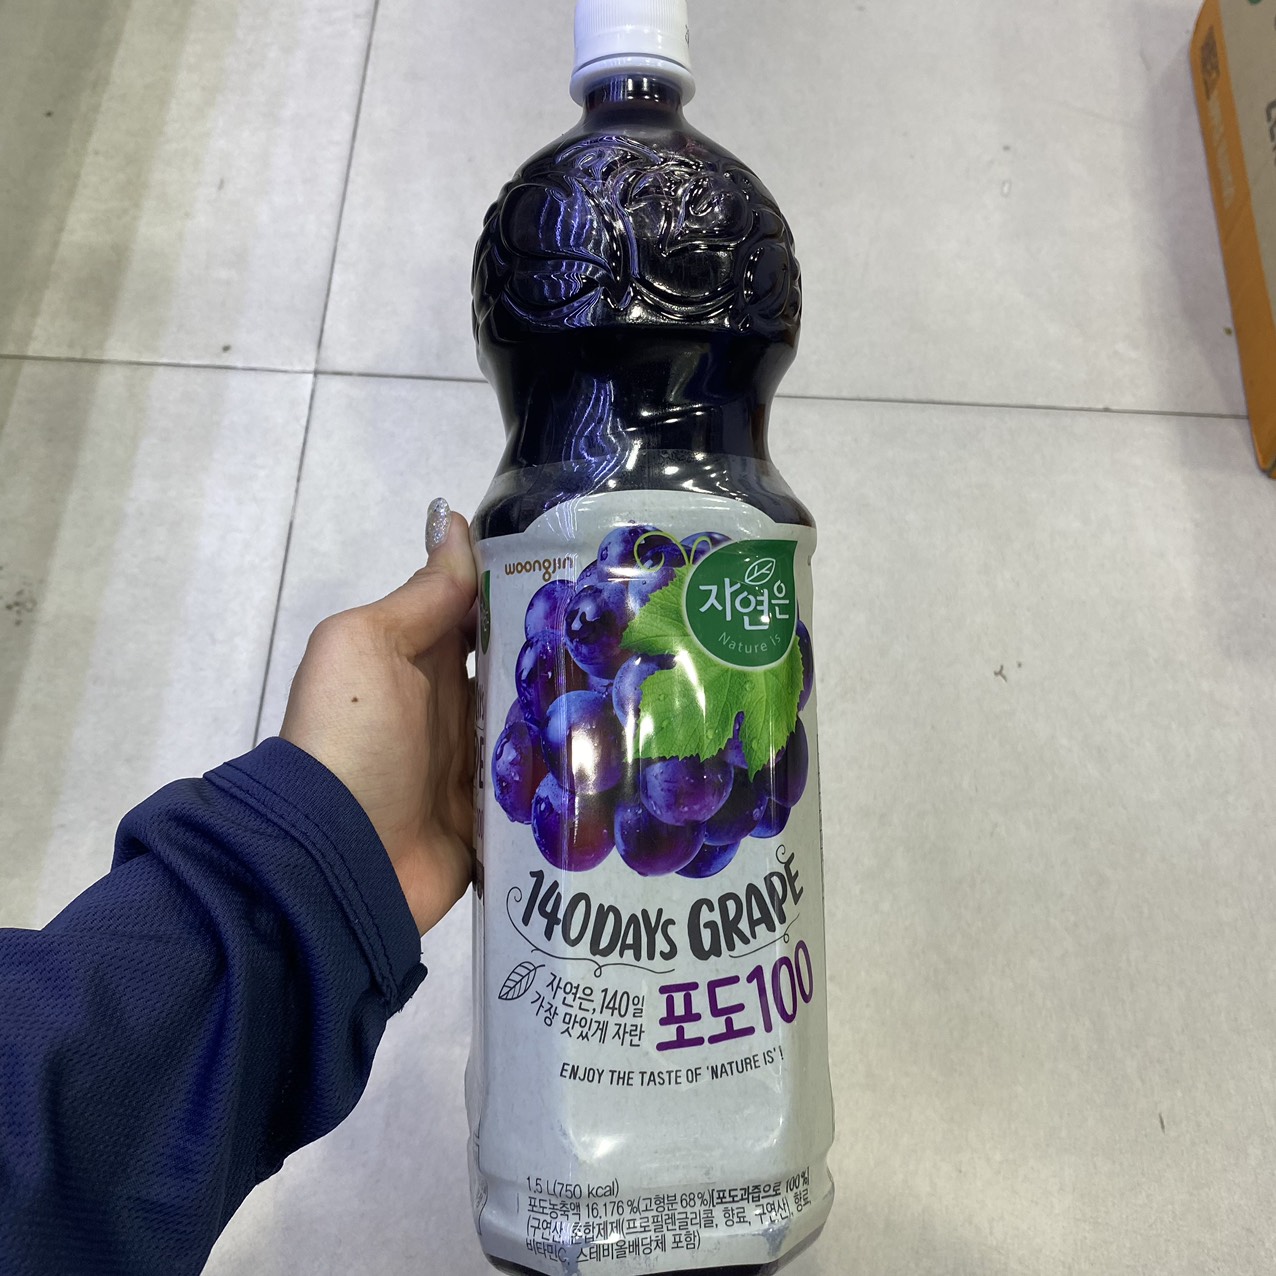 woongjin
자연은
Nature is
140DAYS GRAPE
자연은, 140일
가장 맛있게 자란
포도100
ENJOY THE TASTE OF 'NATURE IS' !
1.5 L(750 kcal)
포도농축액 16.176%(고형분 68%)[포도과즙으로 100%]
(구연산, 혼합제제(프로필렌글리콜, 향료, 구연산), 향료,
비타민C, 스테비올배당체 포함)